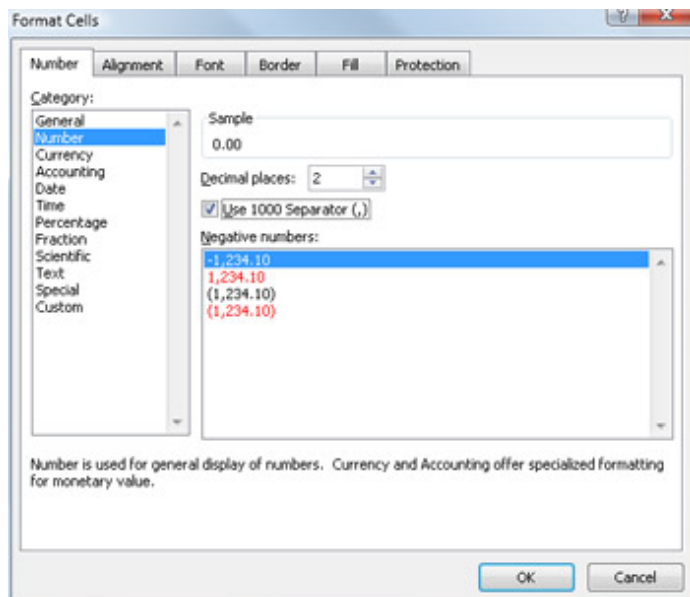 Format Cells
Number Alignment Font Border Fill Protection
Category:
General
Number
Currency
Accounting
Date
Time
Percentage
Fraction
Scientific
Text
Special
Custom
Sample
0.00
Decimal places: 2
Use 1000 Separator (,)
Negative numbers:
-1,234.10
1,234.10
(1,234.10)
(1,234.10)
Number is used for general display of numbers. Currency and Accounting offer specialized formatting
for monetary value.
OK Cancel